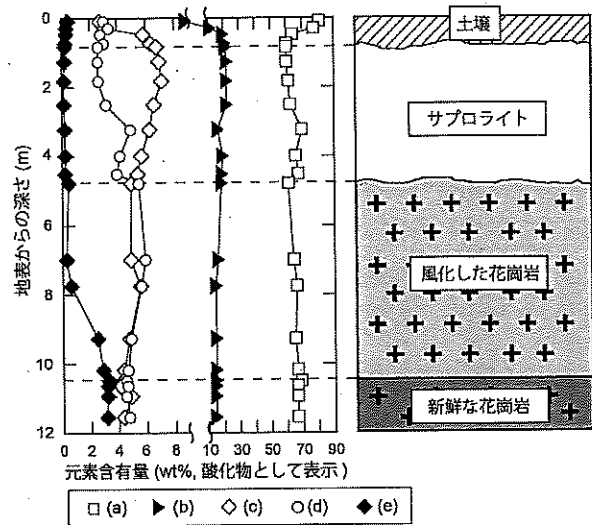 0
2
4
6
8
10
12
地表からの深さ (m)
0 2 4 6 8 10 30 50 70 90
元素含有量 (wt%, 酸化物として表示)
土壌
サプロライト
風化した花崗岩
新鮮な花崗岩
(a) (b) (c) (d) (e)